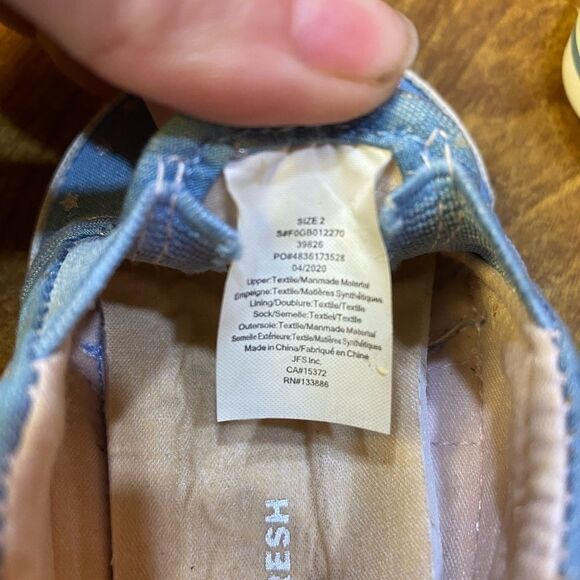 SIZE 2
S#F0GB012270
39826
PO#4836173528
04/2020
Upper:Textile/Manmade Material
Empeigne:Textile/Matières Synthétiques
Lining/Doublure:Textile/Textile
Sock/Semelle:Textiel/Textile
Outersole:Textile/Manmade Material
Semelle Extérieure:Textile/Matières Synthétiques
Made in China/Fabriqué en Chine
JFS Inc.
CA#15372
RN#133886
RESH